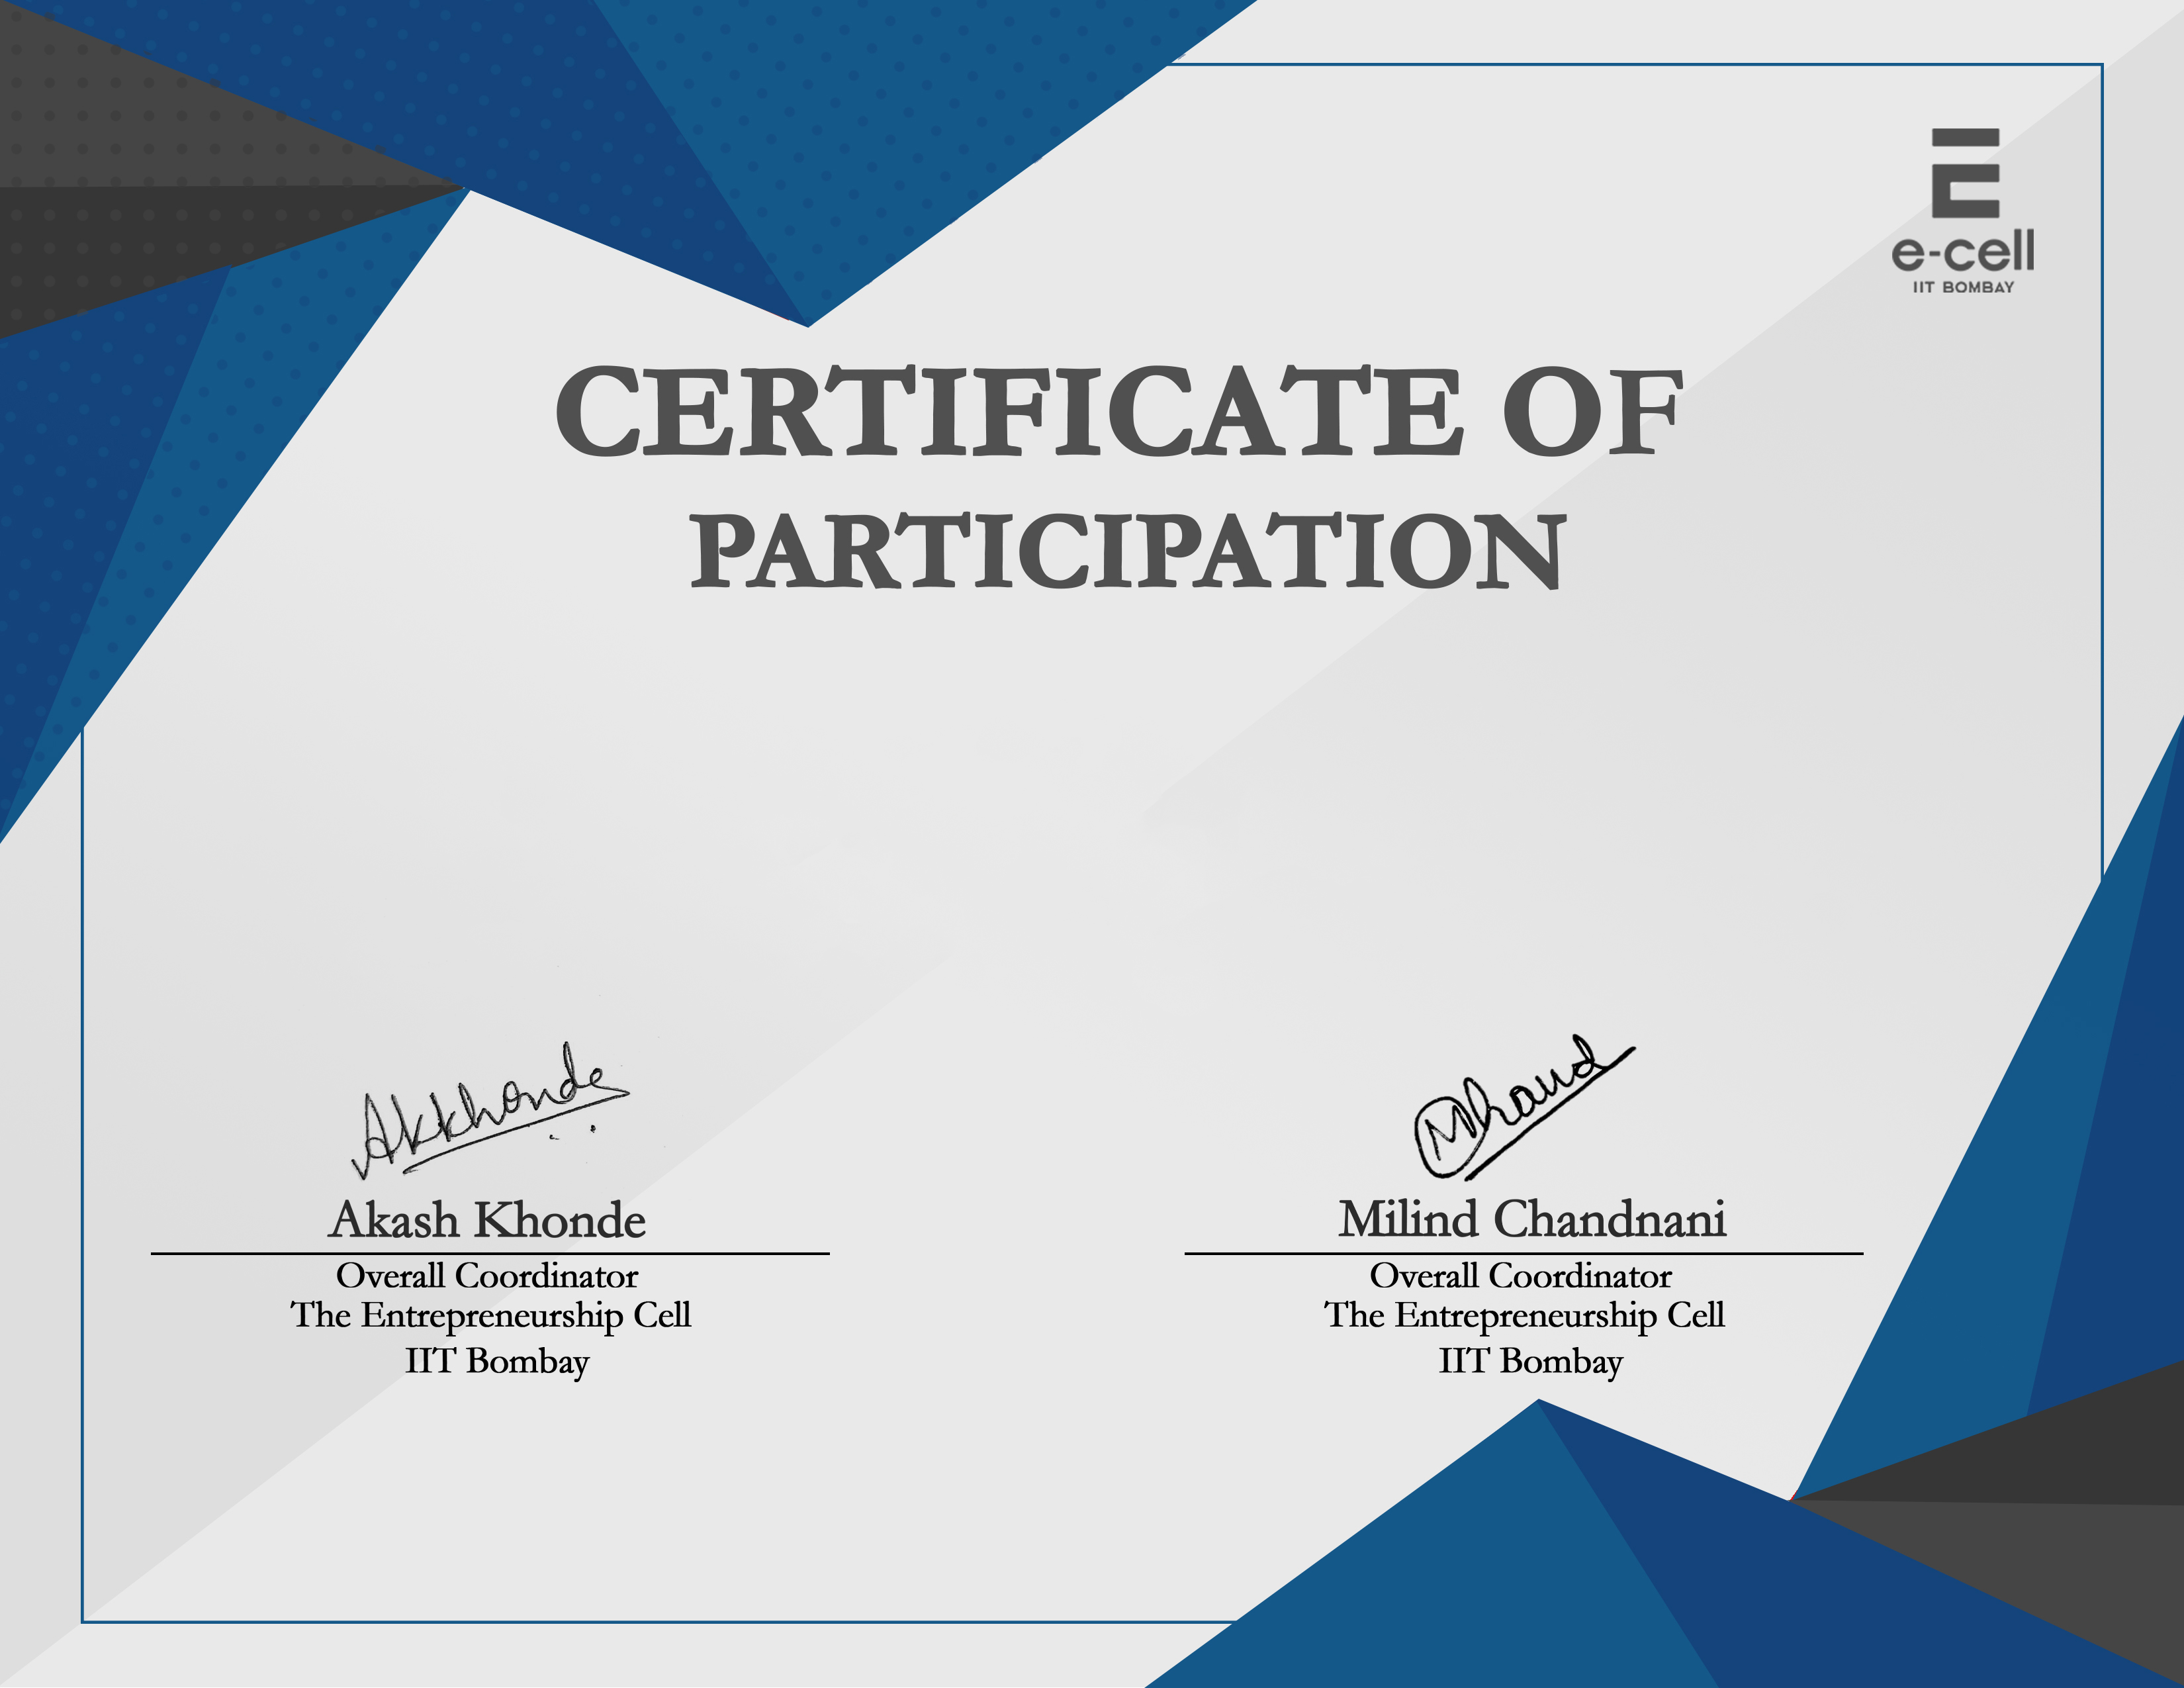 e-cell
IIT BOMBAY
CERTIFICATE OF
PARTICIPATION
Akkhonde
Akash Khonde
Overall Coordinator
The Entrepreneurship Cell
IIT Bombay
Milind Chandnani
Overall Coordinator
The Entrepreneurship Cell
IIT Bombay